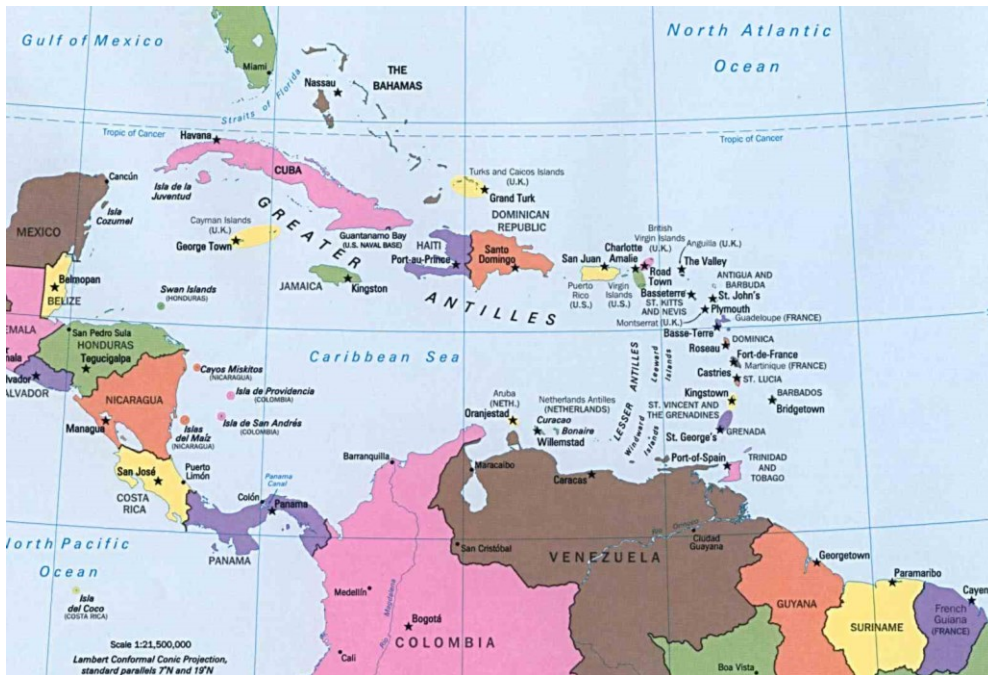 Gulf of Mexico
North Atlantic
Ocean
Miami
Nassau
THE
BAHAMAS
Straits of Florida
Tropic of Cancer
Tropic of Cancer
Havana
CUBA
Cancún
Isla de la
Juventud
Isla
Cozumel
MEXICO
Turks and Caicos Islands
(U.K.)
Grand Turk
Cayman Islands
(U.K.)
George Town
GREATER
ANTILLES
Guantanamo Bay
(U.S. NAVAL BASE)
HAITI
Port-au-Prince
DOMINICAN
REPUBLIC
Santo
Domingo
JAMAICA
Kingston
San Juan
Puerto
Rico
(U.S.)
Charlotte
Amalie
Virgin
Islands
(U.S.)
British
Virgin Islands
(U.K.)
Road
Town
Anguilla (U.K.)
The Valley
Basseterre
ST. KITTS
AND NEVIS
ANTIGUA AND
BARBUDA
St. John's
Plymouth
Montserrat (U.K.)
Guadeloupe (FRANCE)
Basse-Terre
DOMINICA
Roseau
Fort-de-France
Martinique (FRANCE)
Castries
ST. LUCIA
Kingstown
BARBADOS
Bridgetown
ST. VINCENT AND
THE GRENADINES
St. George's
GRENADA
Port-of-Spain
TRINIDAD
AND
TOBAGO
LESSER ANTILLES
Leeward
Islands
Windward
Islands
Belmopan
BELIZE
Swan Islands
(HONDURAS)
EMALA
mala
San Pedro Sula
HONDURAS
Tegucigalpa
alvador
ALVADOR
NICARAGUA
Managua
Cayos Miskitos
(NICARAGUA)
Isla de Providencia
(COLOMBIA)
Isla de San Andrés
(COLOMBIA)
Islas
del Maíz
(NICARAGUA)
Caribbean Sea
Aruba
(NETH.)
Oranjestad
Netherlands Antilles
(NETHERLANDS)
Curacao
Bonaire
Willemstad
San José
COSTA
RICA
Puerto
Limón
Colón
Panama
Canal
Panama
PANAMA
Barranquilla
Maracaibo
Caracas
San Cristóbal
VENEZUELA
Ciudad
Guayana
Medellín
Bogotá
COLOMBIA
Cali
Georgetown
GUYANA
Paramaribo
SURINAME
Cayen
French
Guiana
(FRANCE)
Boa Vista
North Pacific
Ocean
Isla
del Coco
(COSTA RICA)
Scale 1:21,500,000
Lambert Conformal Conic Projection,
standard parallels 7°N and 19°N